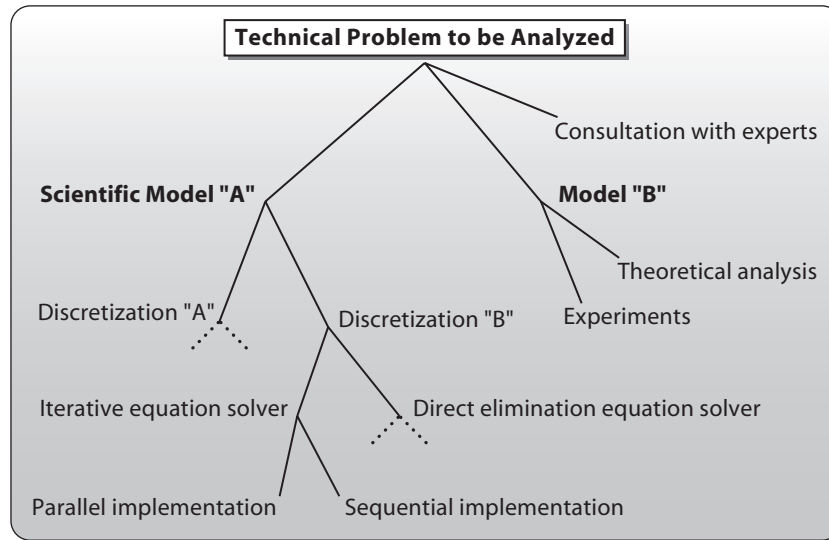 Technical Problem to be Analyzed
Consultation with experts
Scientific Model "A"
Model "B"
Theoretical analysis
Discretization "A"
Discretization "B"
Experiments
Iterative equation solver
Direct elimination equation solver
Parallel implementation
Sequential implementation